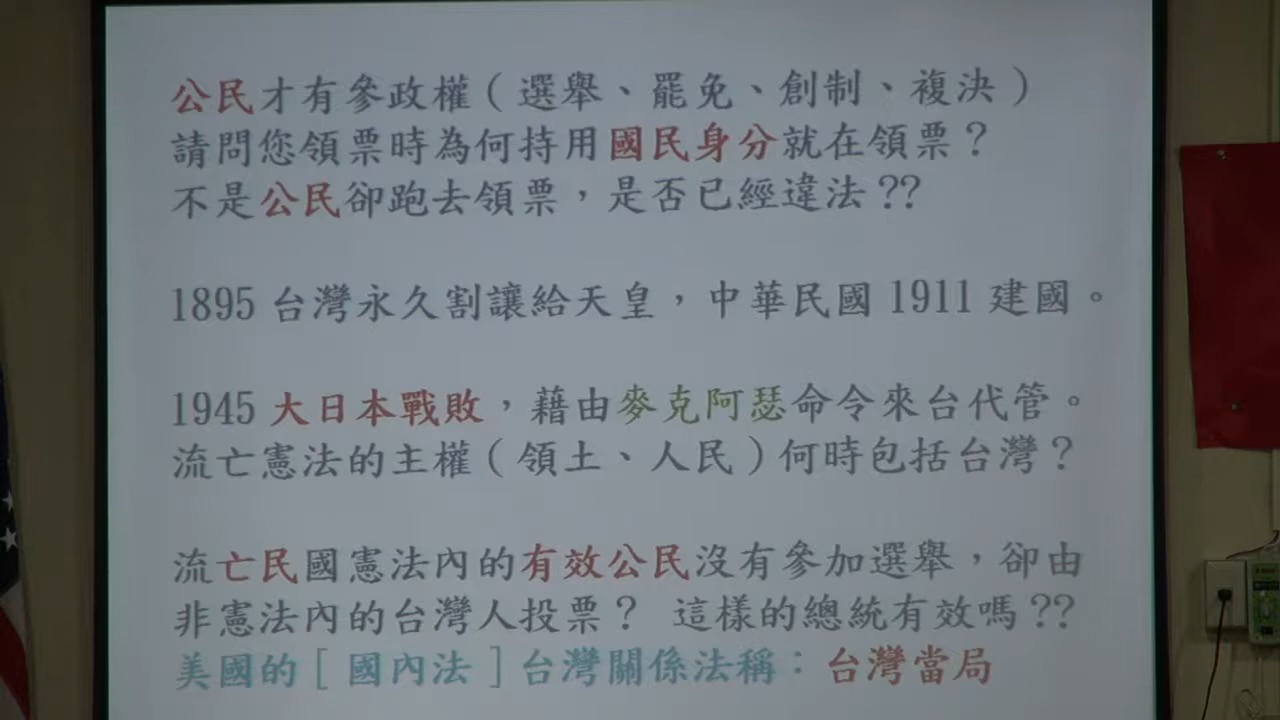 公民才有參政權（選舉、罷免、創制、複決）
請問您領票時為何持用國民身分就在領票？
不是公民卻跑去領票，是否已經違法??
1895 台灣永久割讓給天皇，中華民國 1911 建國。
1945 大日本戰敗，藉由麥克阿瑟命令來台代管。
流亡憲法的主權（領土、人民）何時包括台灣？
流亡民國憲法內的有效公民沒有參加選舉，卻由
非憲法內的台灣人投票？ 這樣的總統有效嗎??
美國的［國內法］台灣關係法稱：台灣當局